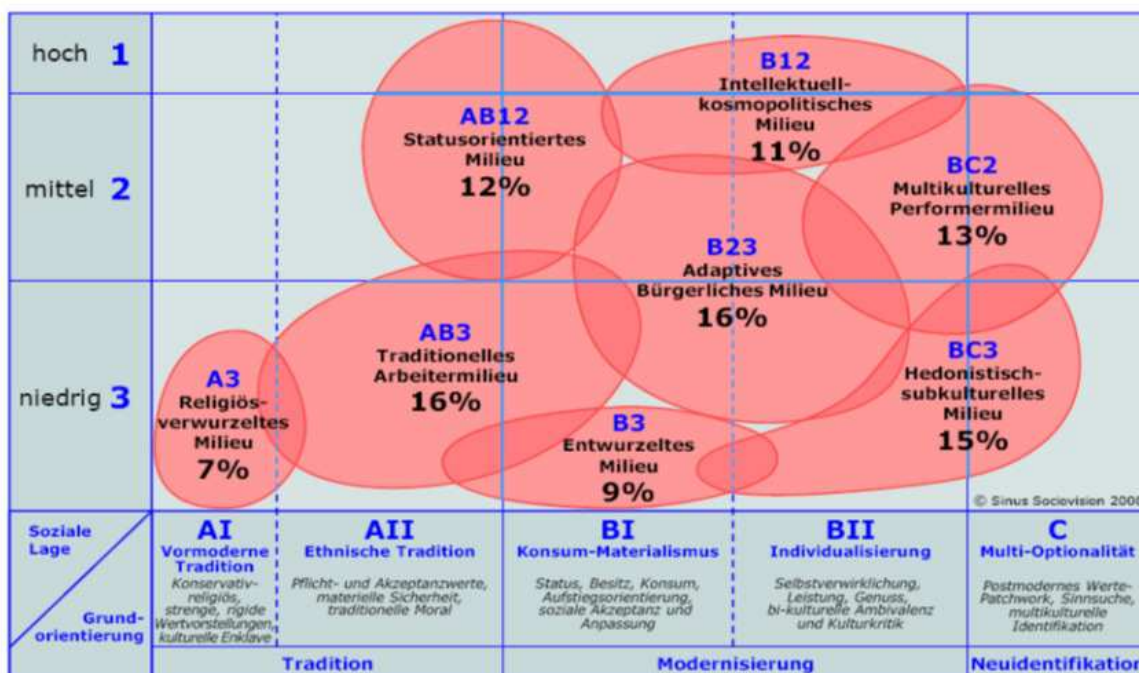 hoch 1
mittel 2
niedrig 3
AB12
Statusorientiertes
Milieu
12%
B12
Intellektuell-
kosmopolitisches
Milieu
11%
BC2
Multikulturelles
Performermilieu
13%
B23
Adaptives
Bürgerliches Milieu
16%
AB3
Traditionelles
Arbeitermilieu
16%
A3
Religiös-
verwurzeltes
Milieu
7%
BC3
Hedonistisch-
subkulturelles
Milieu
15%
B3
Entwurzeltes
Milieu
9%
© Sinus Sociovision 2008
Soziale
Lage
Grund-
orientierung
AI
Vormoderne
Tradition
Konservativ-
religiös,
strenge, rigide
Wertvorstellungen,
kulturelle Enklave
AII
Ethnische Tradition
Pflicht- und Akzeptanzwerte,
materielle Sicherheit,
traditionelle Moral
BI
Konsum-Materialismus
Status, Besitz, Konsum,
Aufstiegsorientierung,
soziale Akzeptanz und
Anpassung
BII
Individualisierung
Selbstverwirklichung,
Leistung, Genuss,
bi-kulturelle Ambivalenz
und Kulturkritik
C
Multi-Optionalität
Postmodernes Werte-
Patchwork, Sinnsuche,
multikulturelle
Identifikation
Tradition
Modernisierung
Neuidentifikation